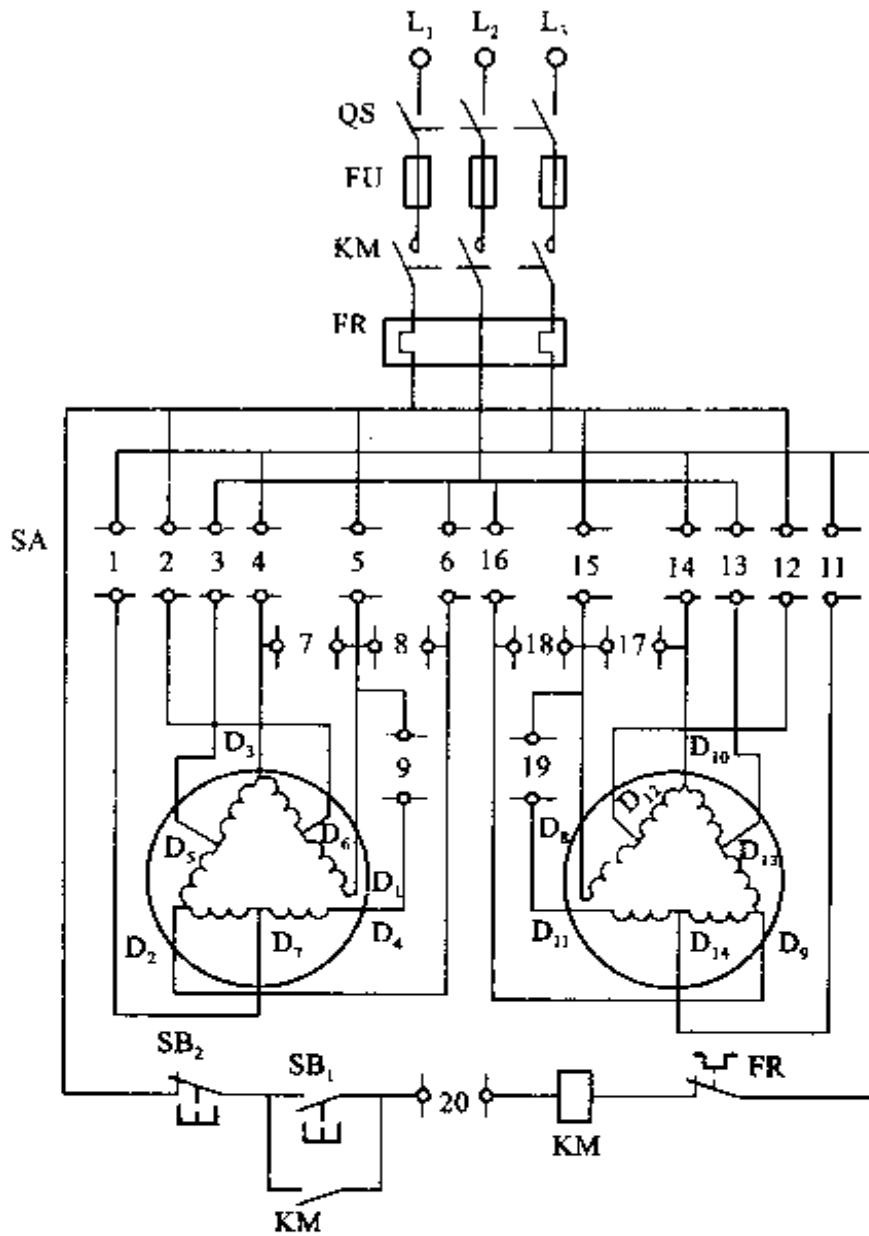 L₁ L₂ L₃
QS
FU
KM
FR
SA 1 2 3 4 5 6 16 15 14 13 12 11
7 8 18 17
D₃ 9 19 D₁₀
D₅ D₆ D₁ D₈ D₁₂ D₁₃
D₂ D₇ D₄ D₁₁ D₁₄ D₉
SB₂ SB₁ 20 KM FR
KM